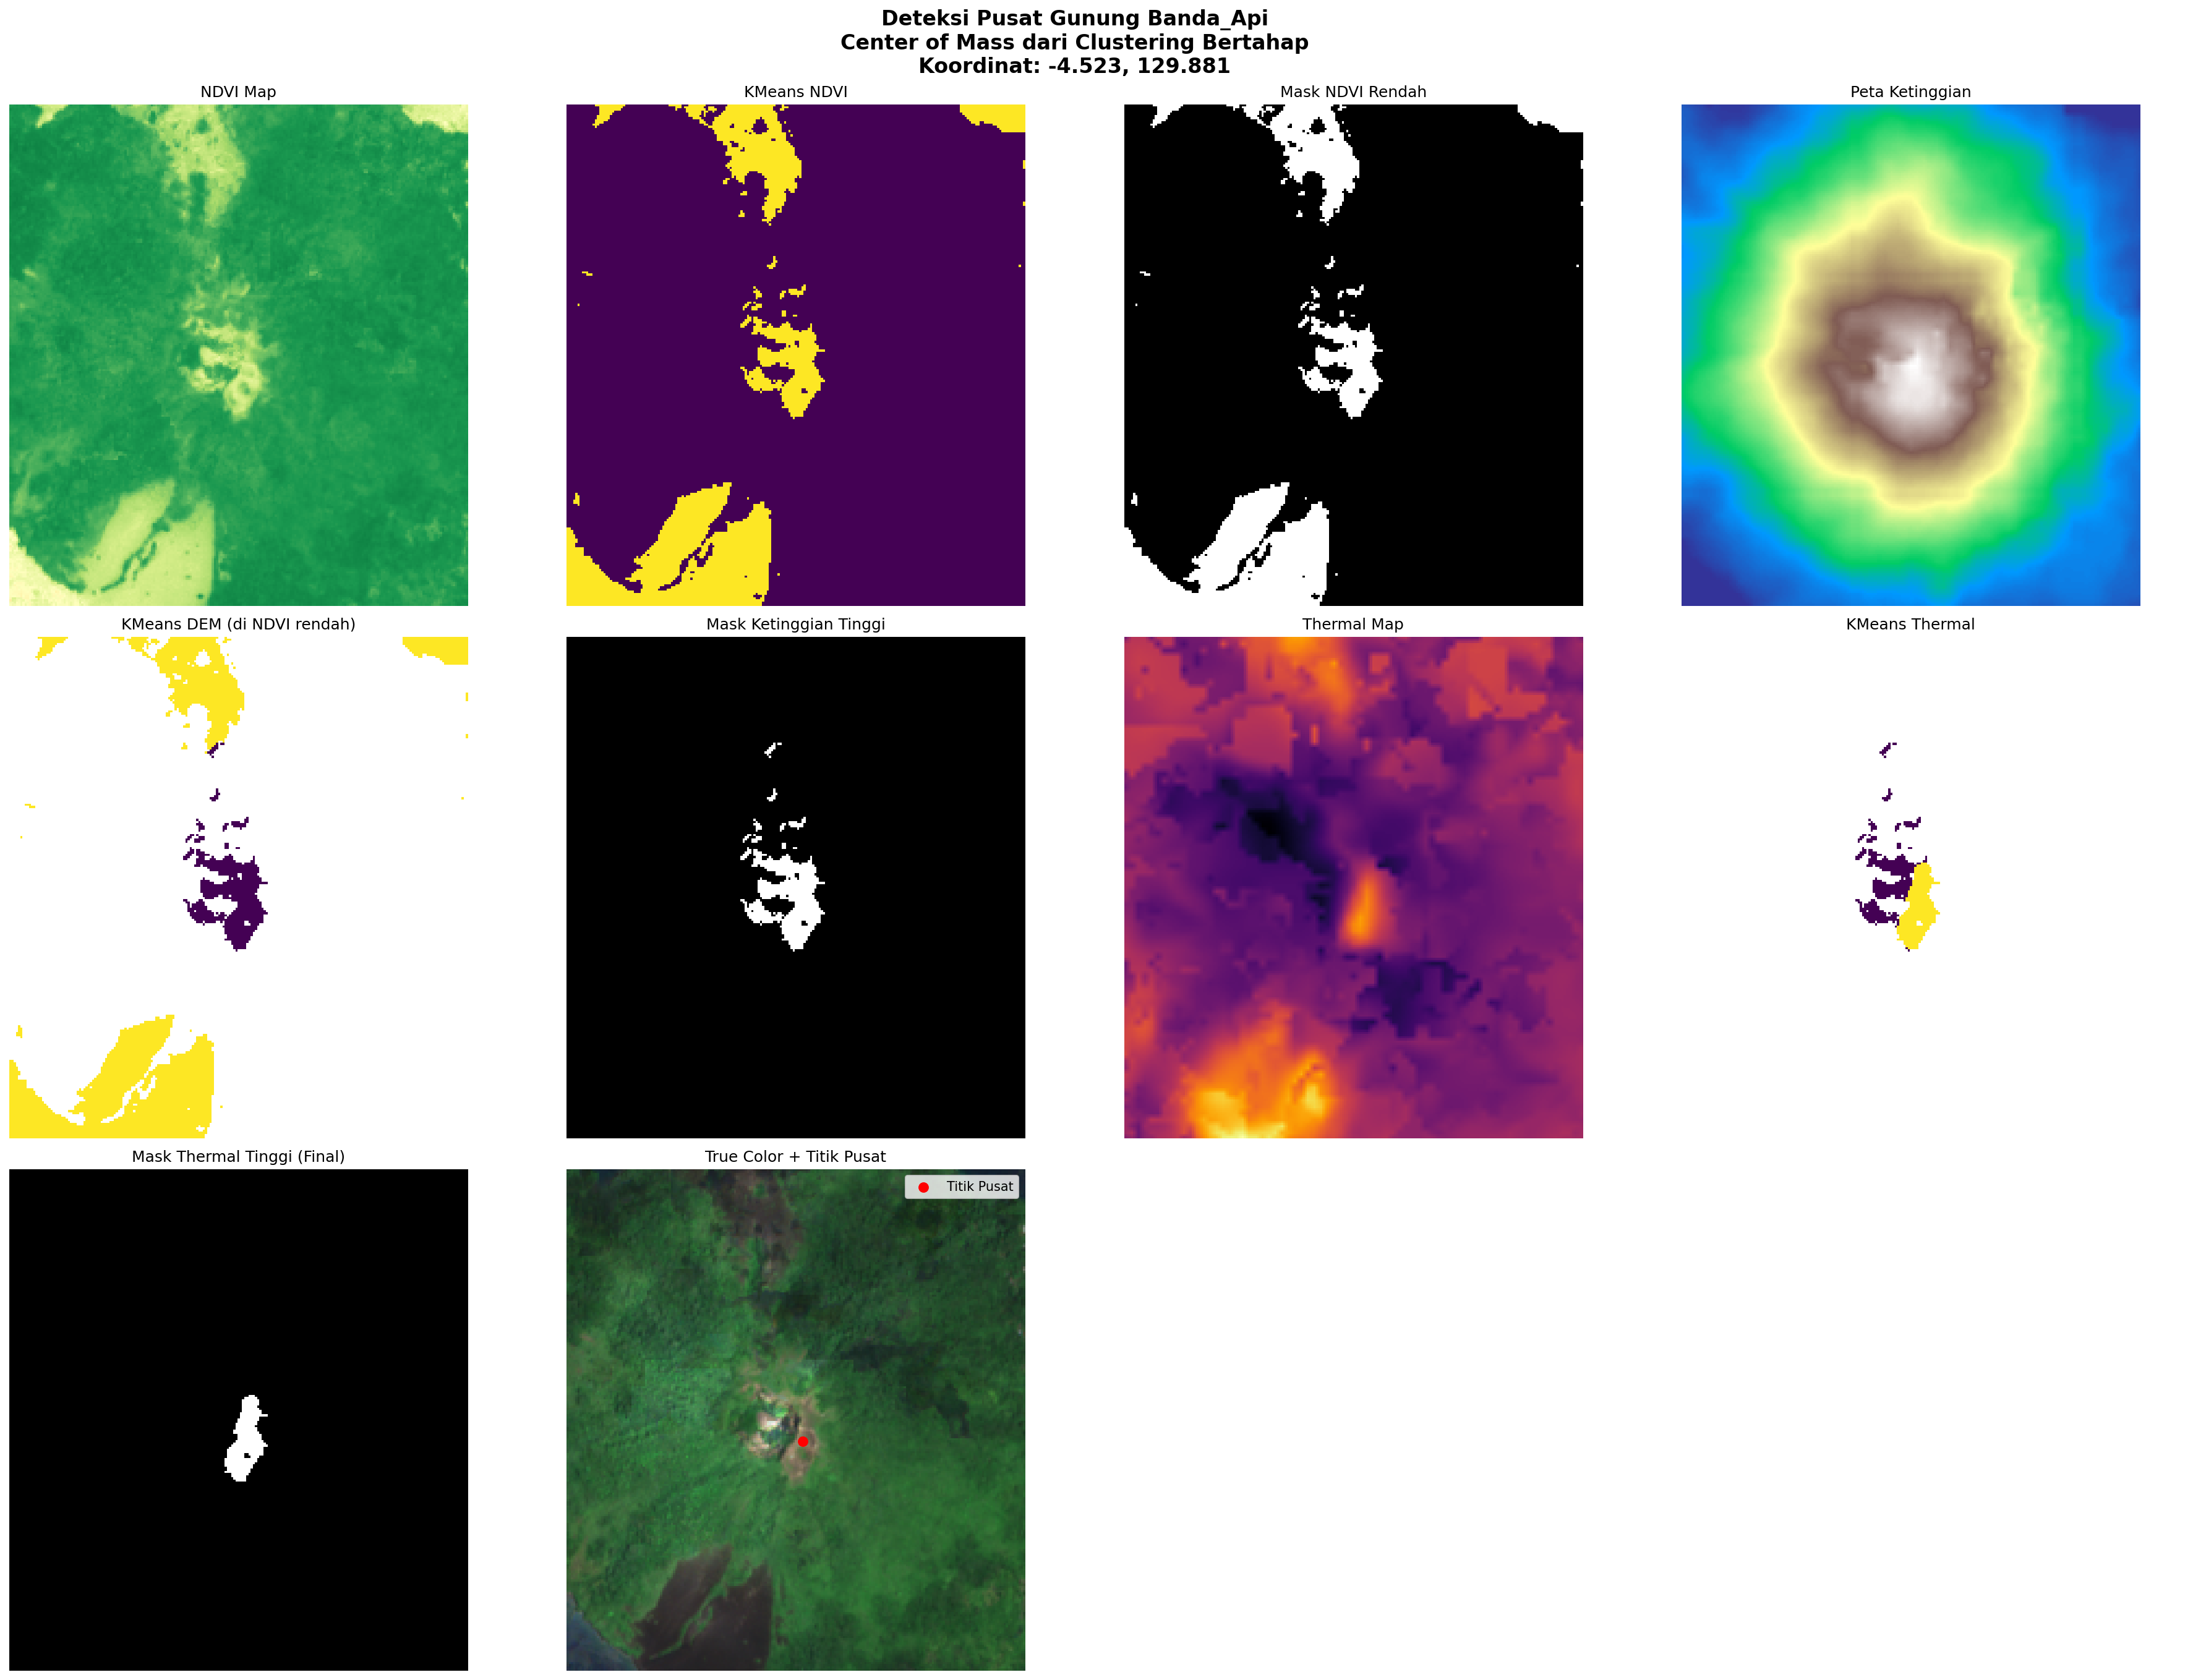 Deteksi Pusat Gunung Banda_Api
Center of Mass dari Clustering Bertahap
Koordinat: -4.523, 129.881
NDVI Map
KMeans NDVI
Mask NDVI Rendah
Peta Ketinggian
KMeans DEM (di NDVI rendah)
Mask Ketinggian Tinggi
Thermal Map
KMeans Thermal
Mask Thermal Tinggi (Final)
True Color + Titik Pusat
Titik Pusat